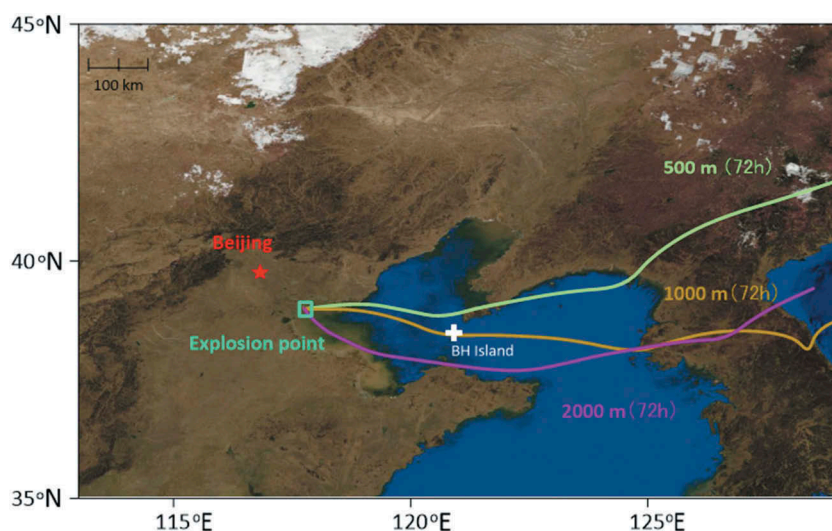 45°N
100 km
500 m (72h)
Beijing
40°N
1000 m (72h)
Explosion point
BH Island
2000 m (72h)
35°N
115°E
120°E
125°E